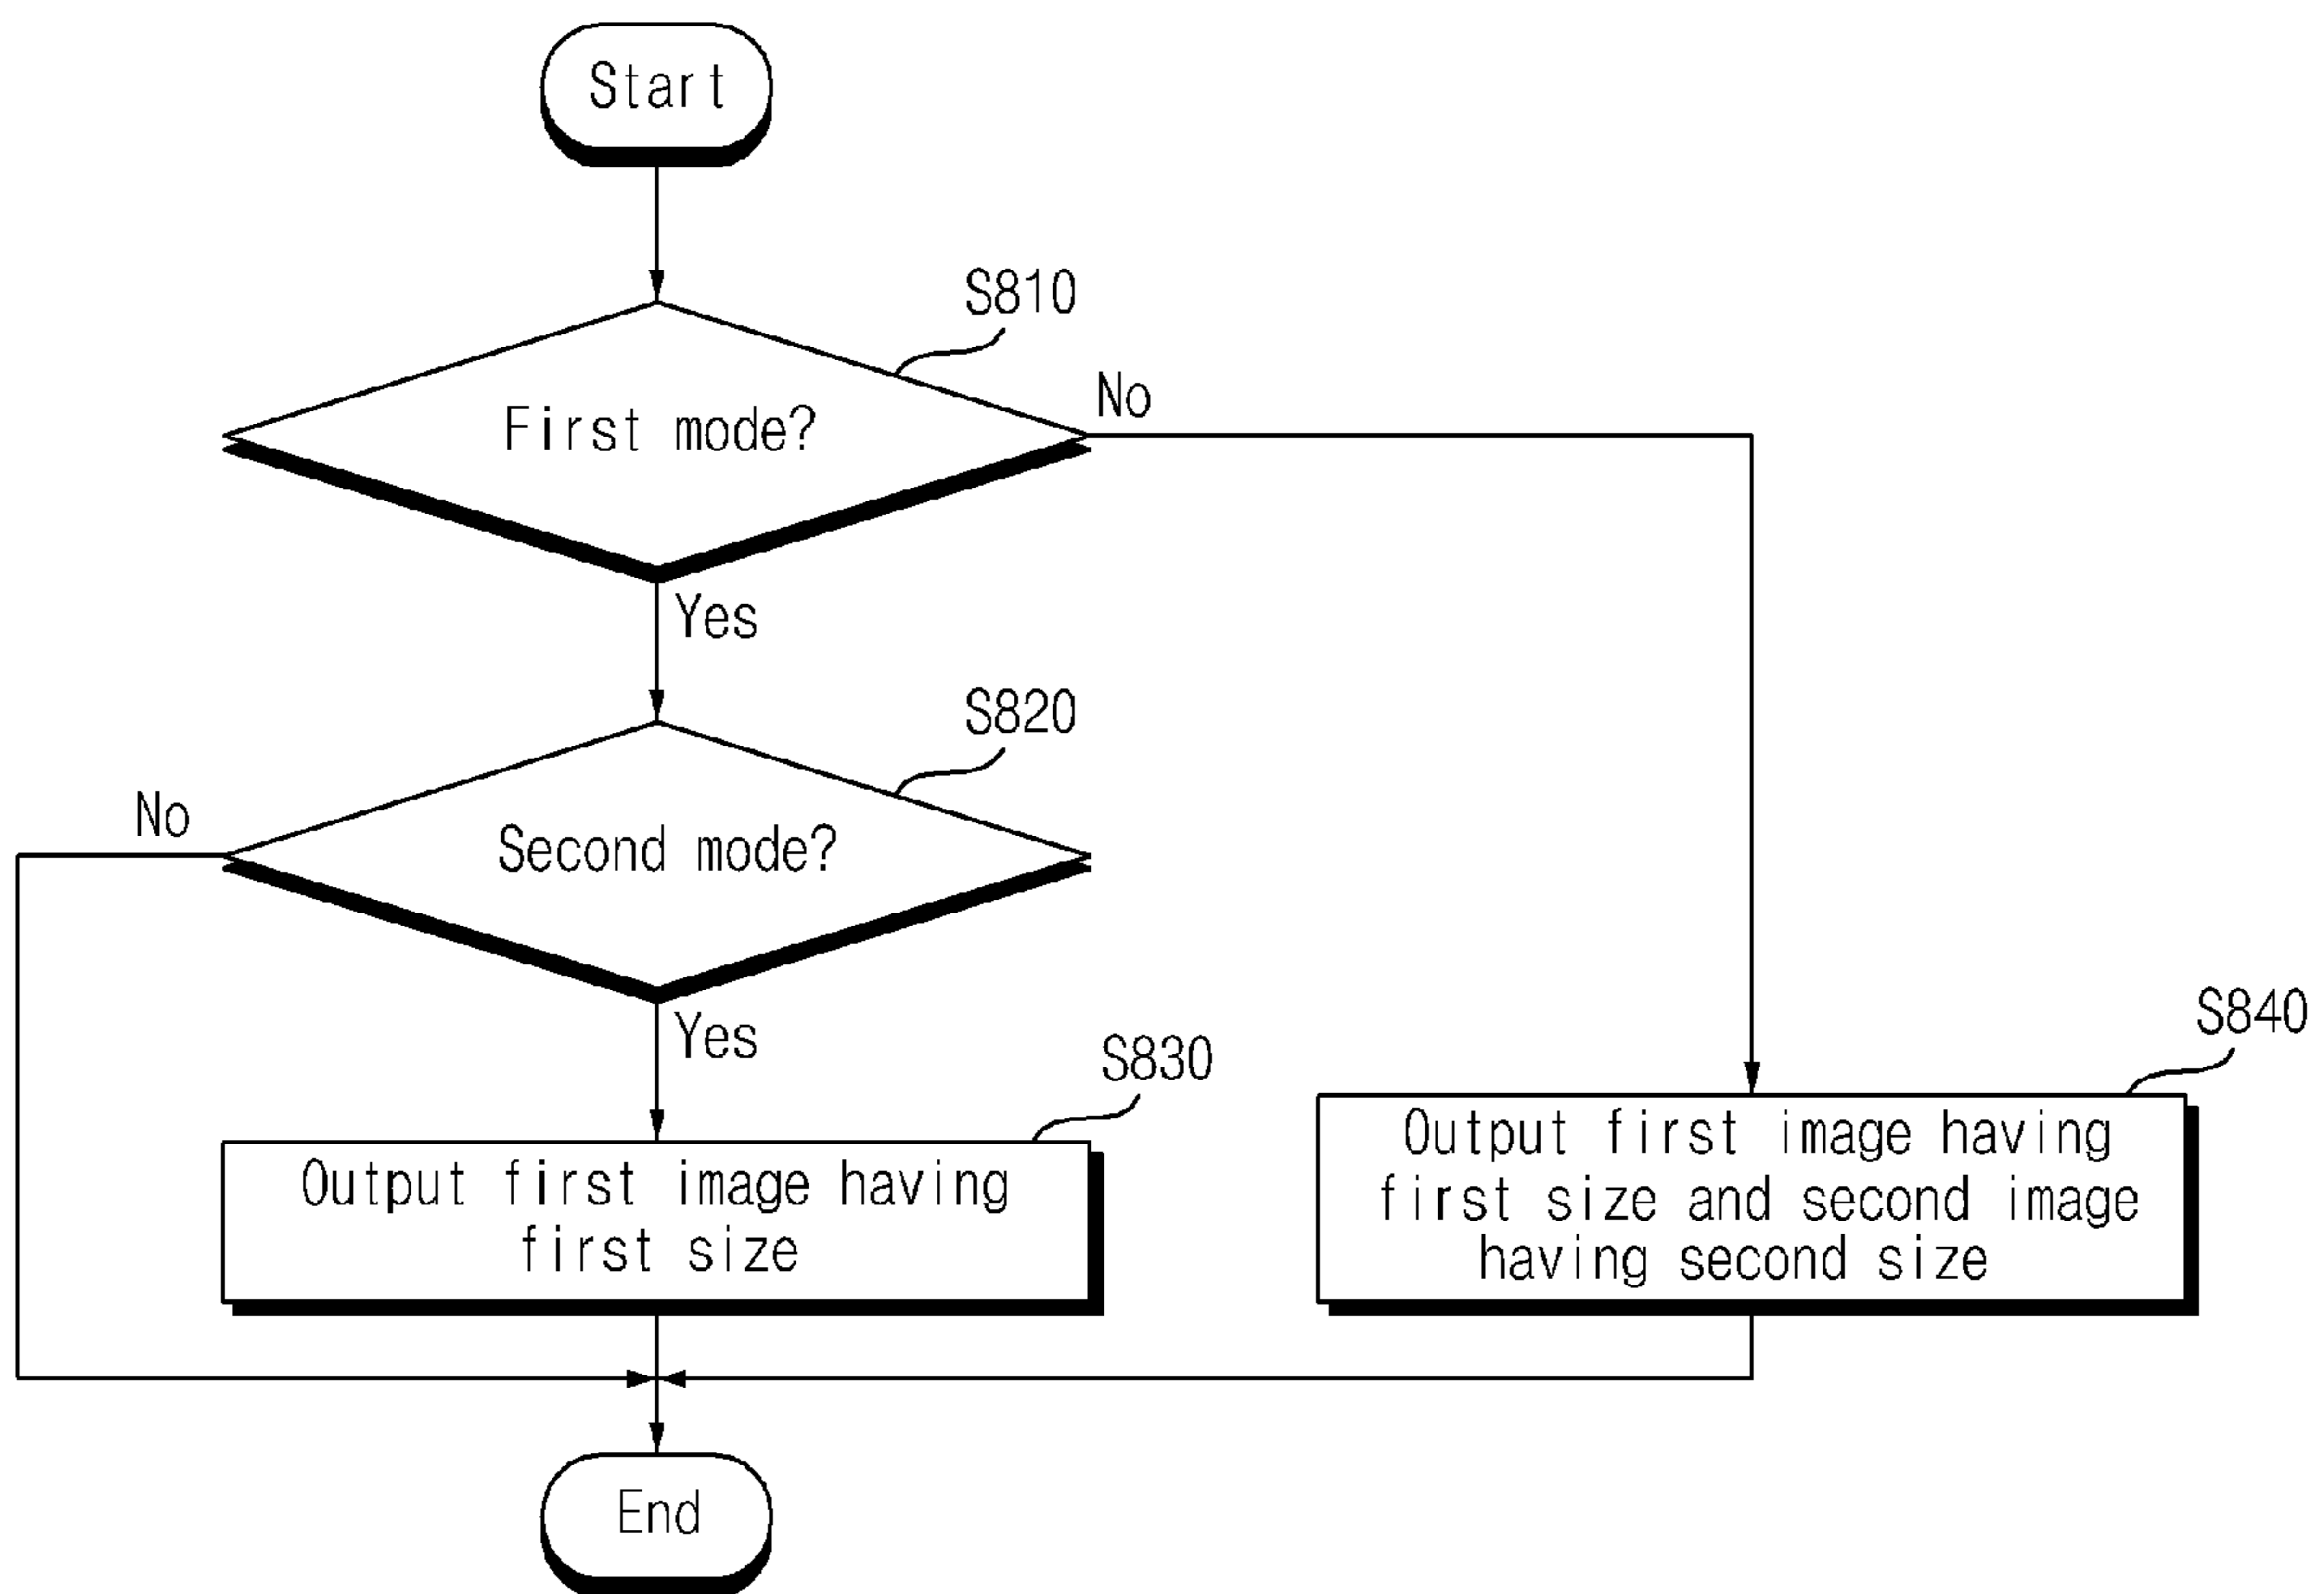 Start
S810
First mode?
No
Yes
S820
No
Second mode?
Yes
S830
S840
Output first image having
first size
Output first image having
first size and second image
having second size
End